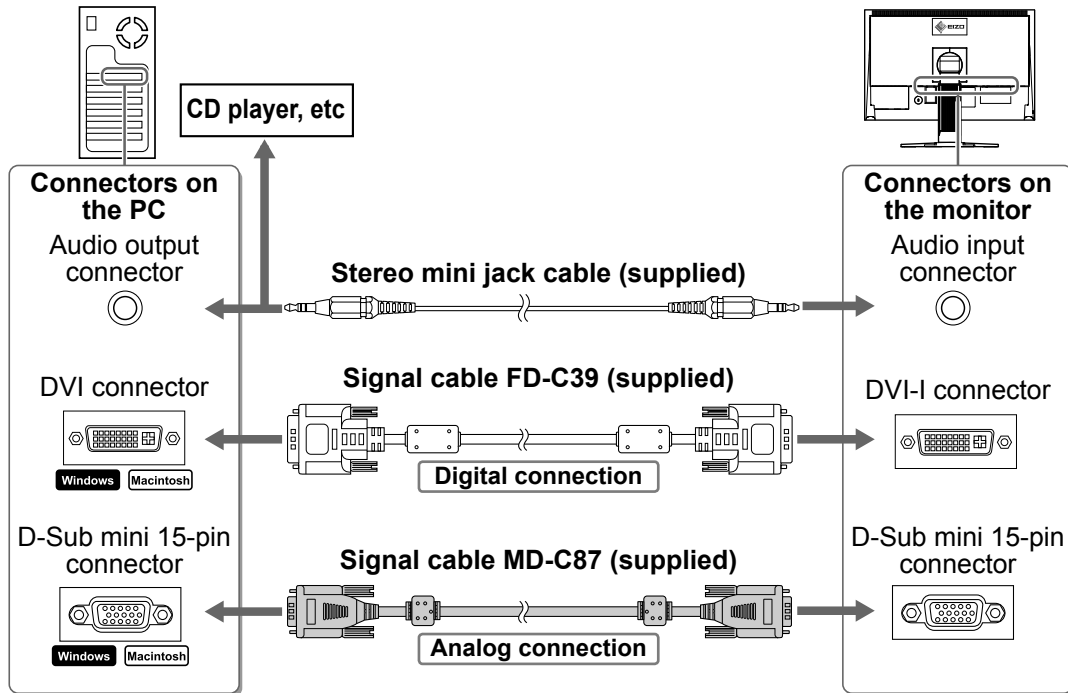 EIZO
CD player, etc
Connectors on
the PC
Audio output
connector
Stereo mini jack cable (supplied)
Connectors on
the monitor
Audio input
connector
DVI connector
Windows Macintosh
Signal cable FD-C39 (supplied)
Digital connection
DVI-I connector
D-Sub mini 15-pin
connector
Windows Macintosh
Signal cable MD-C87 (supplied)
Analog connection
D-Sub mini 15-pin
connector